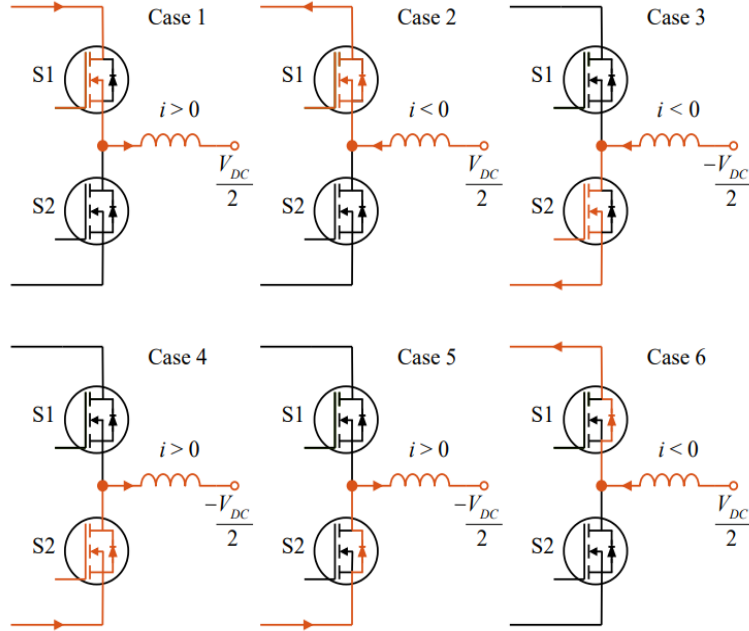 Case 1
S1
i > 0
V_DC
2
S2
Case 2
S1
i < 0
V_DC
2
S2
Case 3
S1
i < 0
−V_DC
2
S2
Case 4
S1
i > 0
−V_DC
2
S2
Case 5
S1
i > 0
−V_DC
2
S2
Case 6
S1
i < 0
V_DC
2
S2